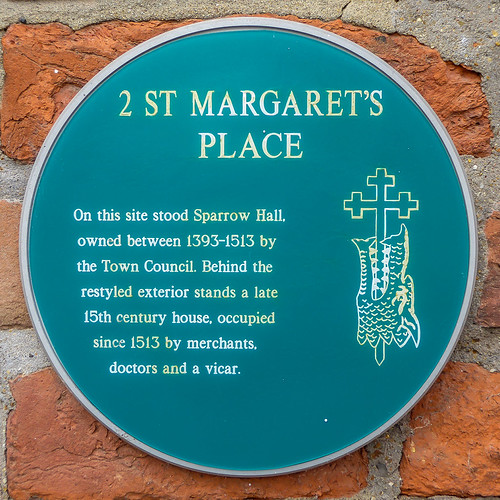 2 ST MARGARET'S
PLACE
On this site stood Sparrow Hall,
owned between 1393-1513 by
the Town Council. Behind the
restyled exterior stands a late
15th century house, occupied
since 1513 by merchants,
doctors and a vicar.